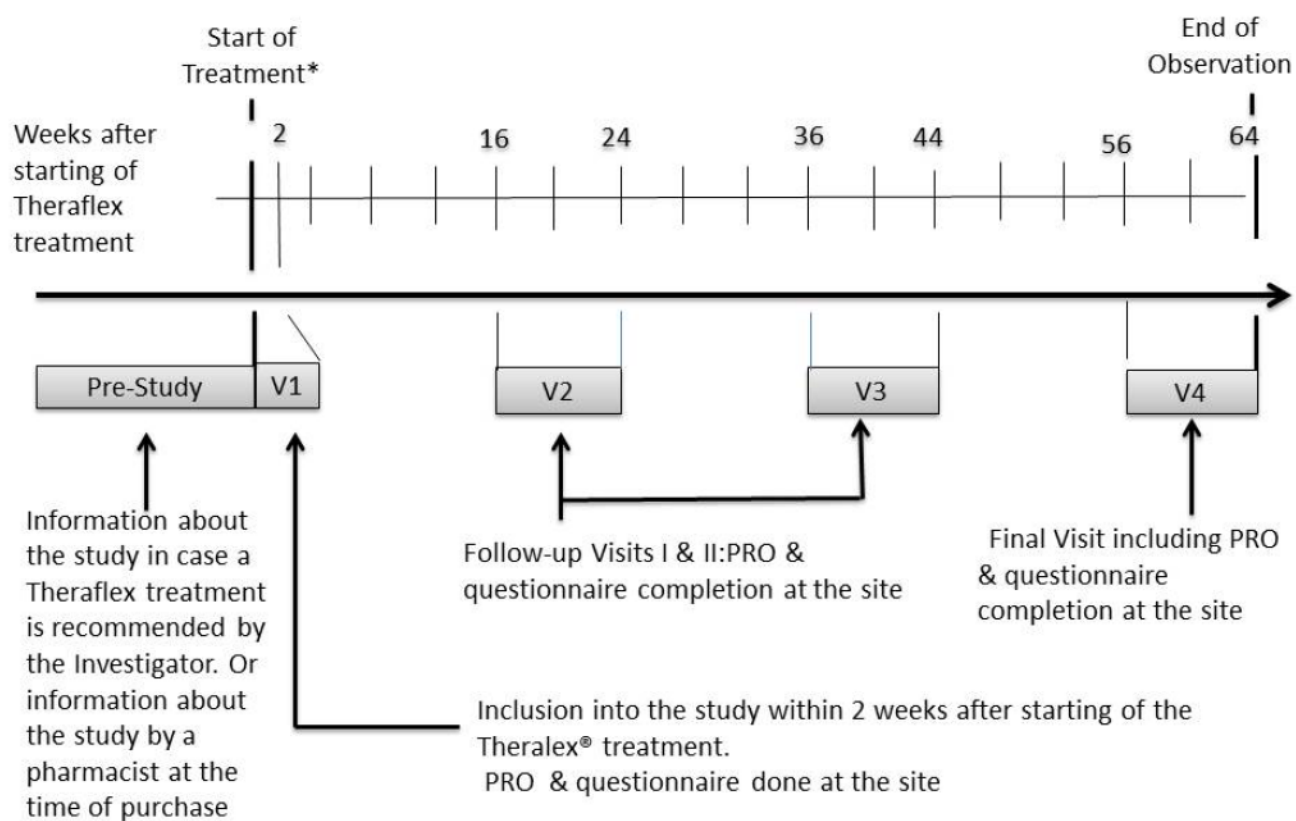 Start of
Treatment*
End of
Observation
Weeks after
starting of
Theraflex
treatment
2
16
24
36
44
56
64
Pre-Study
V1
V2
V3
V4
Information about
the study in case a
Theraflex treatment
is recommended by
the Investigator. Or
information about
the study by a
pharmacist at the
time of purchase
Follow-up Visits I & II:PRO &
questionnaire completion at the site
Final Visit including PRO
& questionnaire
completion at the site
Inclusion into the study within 2 weeks after starting of the
Theralex® treatment.
PRO & questionnaire done at the site